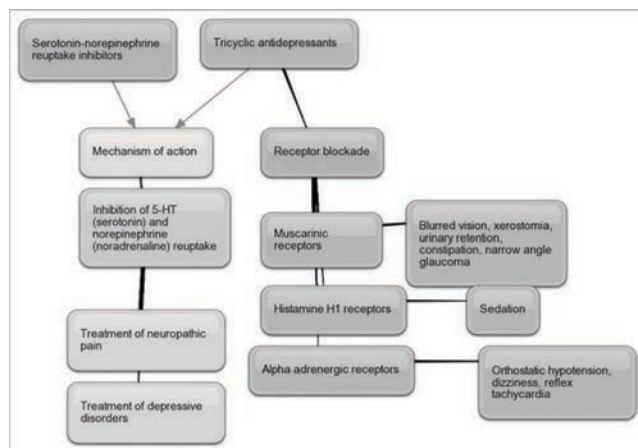 Serotonin-norepinephrine
reuptake inhibitors
Tricyclic antidepressants
Mechanism of action
Receptor blockade
Inhibition of 5-HT
(serotonin) and
norepinephrine
(noradrenaline) reuptake
Muscarinic
receptors
Blurred vision, xerostomia,
urinary retention,
constipation, narrow angle
glaucoma
Histamine H1 receptors
Sedation
Treatment of neuropathic
pain
Alpha adrenergic receptors
Orthostatic hypotension,
dizziness, reflex
tachycardia
Treatment of depressive
disorders